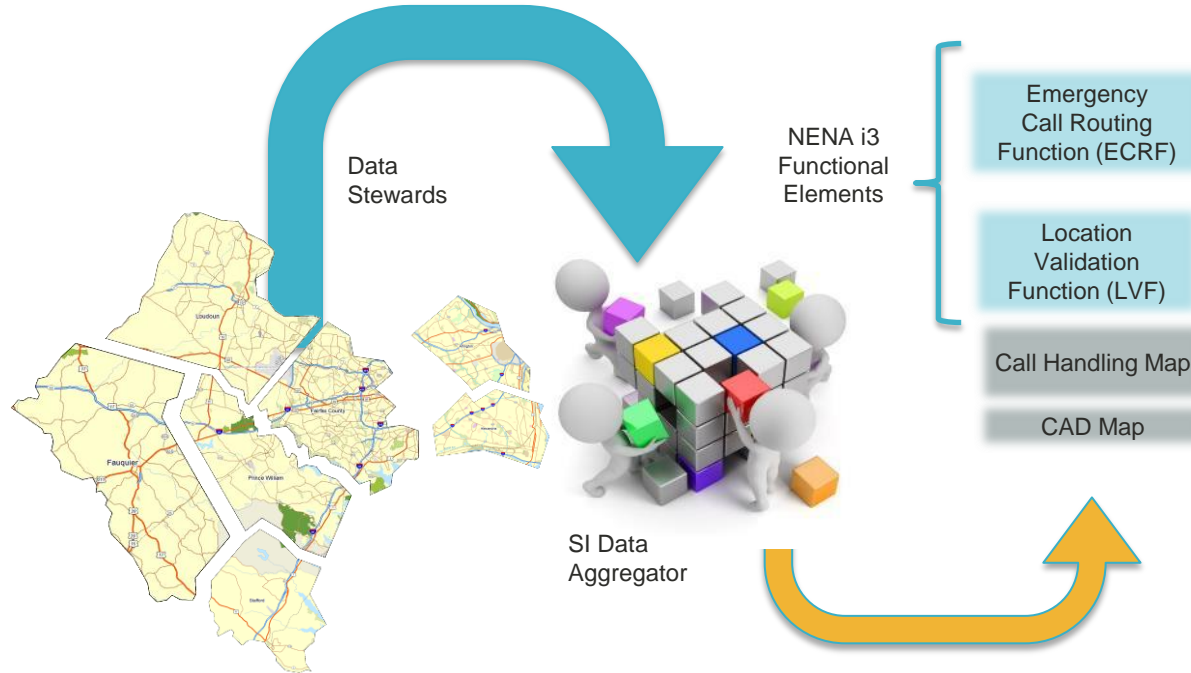 Data
Stewards
NENA i3
Functional
Elements
Emergency
Call Routing
Function (ECRF)
Location
Validation
Function (LVF)
Call Handling Map
CAD Map
Loudoun
Fairfax County
Fauquier
Prince William
Stafford
SI Data
Aggregator